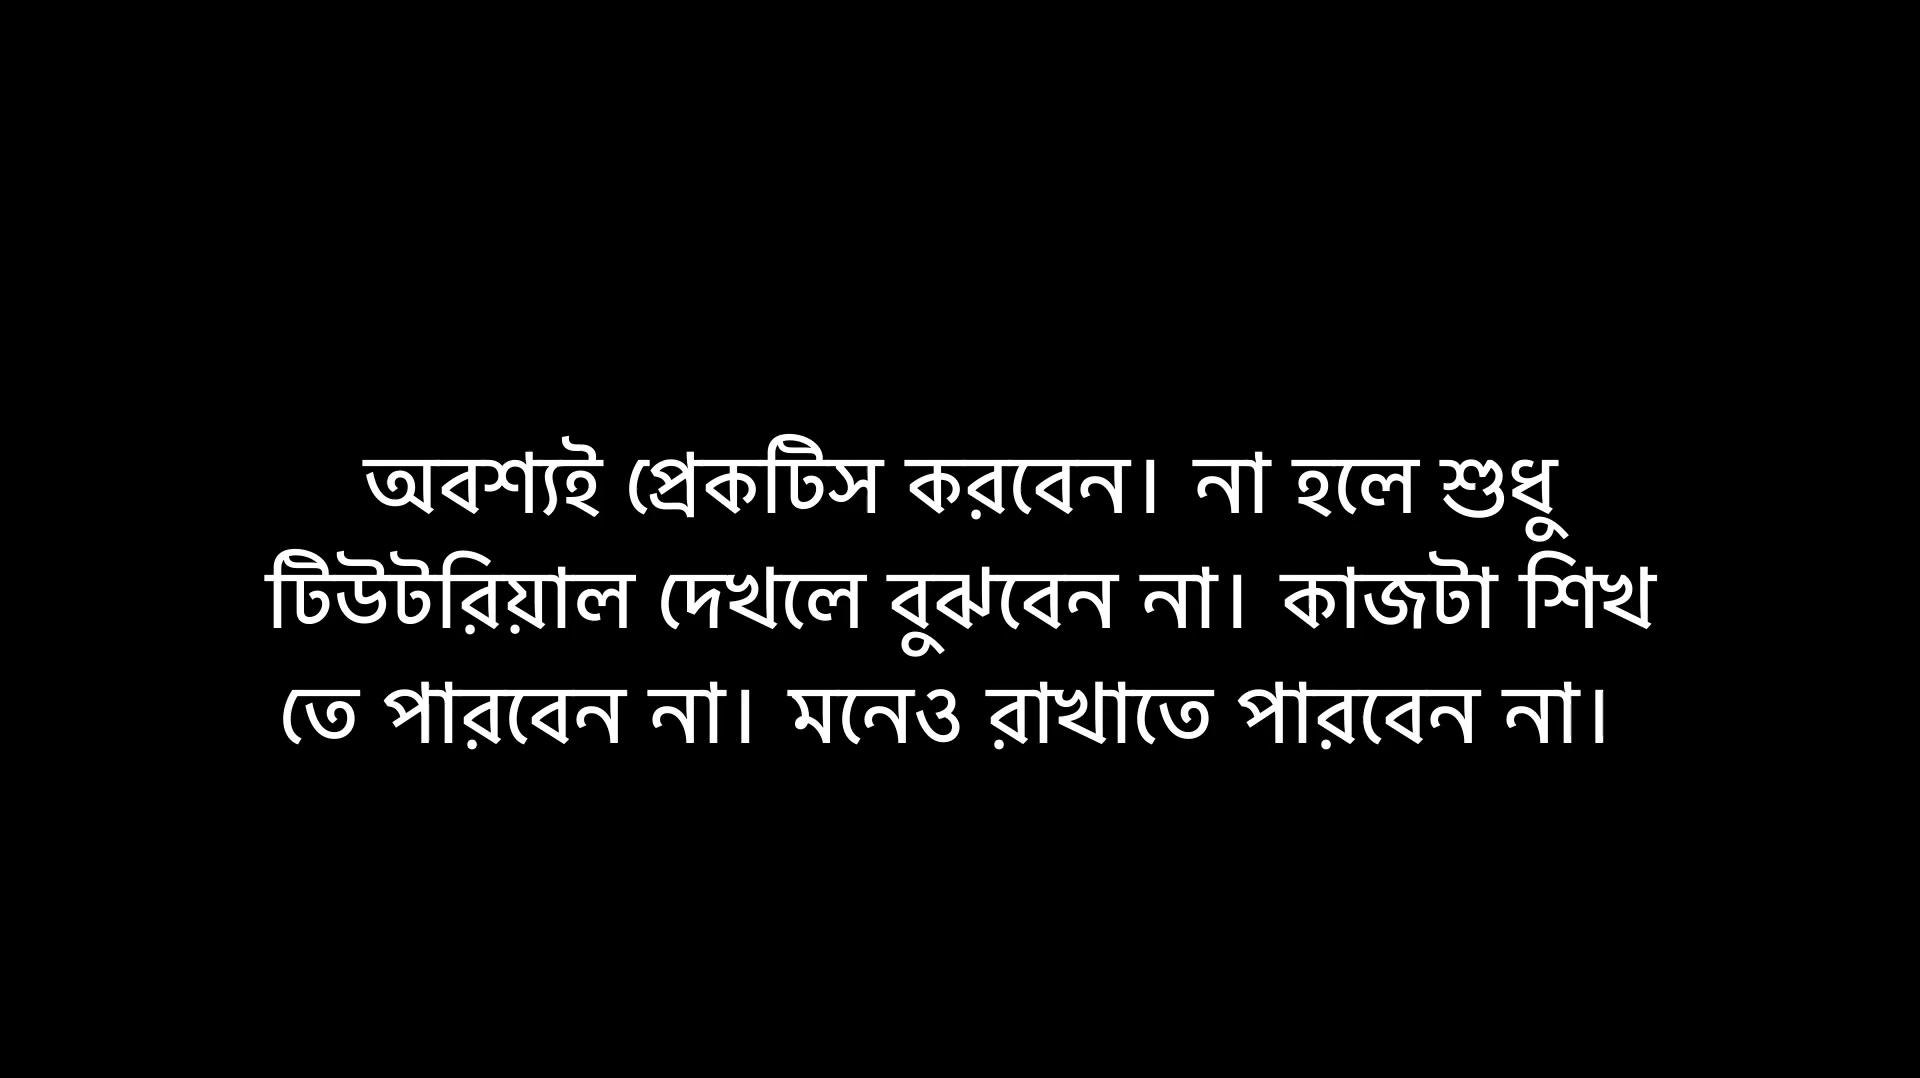 অবশ্যই প্রেকটিস করবেন। না হলে শুধু
টিউটরিয়াল দেখলে বুঝবেন না। কাজটা শিখ
তে পারবেন না। মনেও রাখাতে পারবেন না।